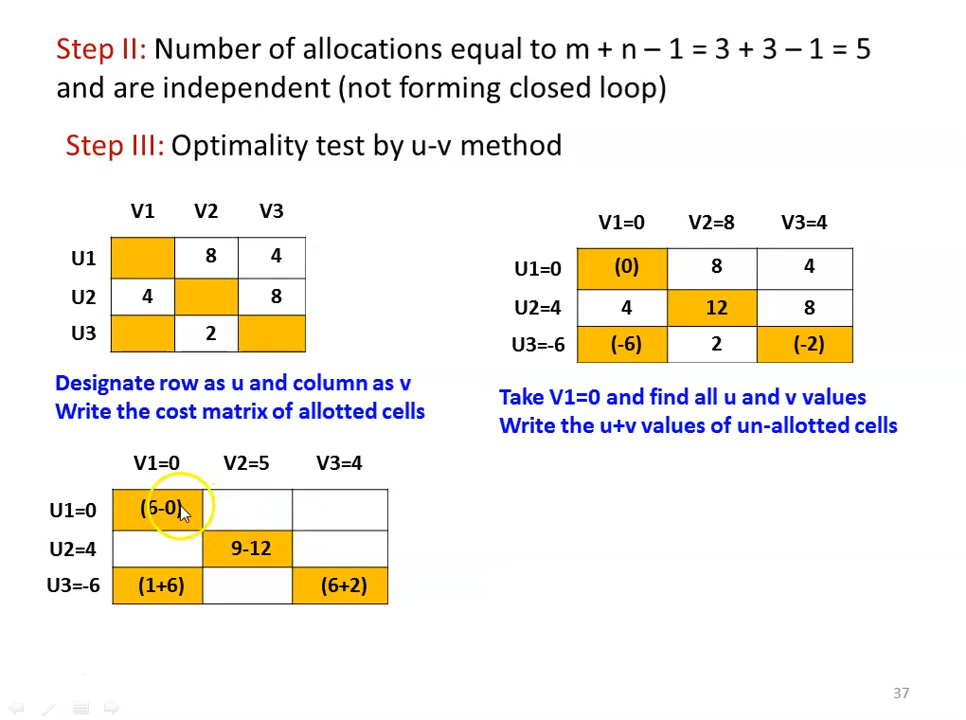 Step II: Number of allocations equal to m + n – 1 = 3 + 3 – 1 = 5
and are independent (not forming closed loop)
Step III: Optimality test by u-v method
V1 V2 V3
U1 8 4
U2 4 8
U3 2
Designate row as u and column as v
Write the cost matrix of allotted cells
V1=0 V2=8 V3=4
U1=0 (0) 8 4
U2=4 4 12 8
U3=-6 (-6) 2 (-2)
Take V1=0 and find all u and v values
Write the u+v values of un-allotted cells
V1=0 V2=5 V3=4
U1=0 (6-0)
U2=4 9-12
U3=-6 (1+6) (6+2)
37